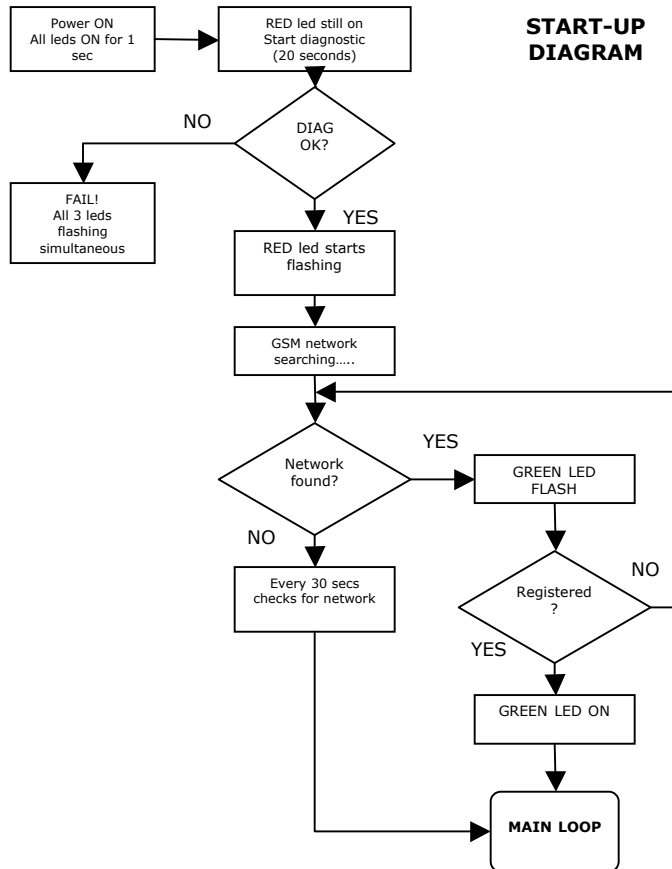 START-UP
DIAGRAM
Power ON
All leds ON for 1
sec
RED led still on
Start diagnostic
(20 seconds)
NO
DIAG
OK?
FAIL!
All 3 leds
flashing
simultaneous
YES
RED led starts
flashing
GSM network
searching…..
YES
Network
found?
GREEN LED
FLASH
NO
Every 30 secs
checks for network
NO
Registered
?
YES
GREEN LED ON
MAIN LOOP